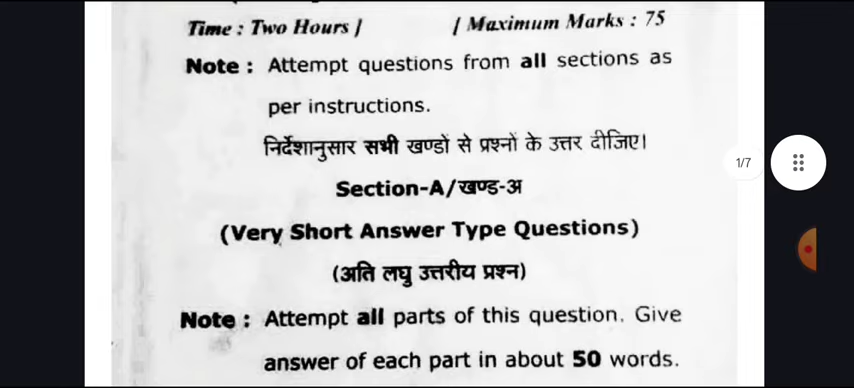 Time : Two Hours ] [ Maximum Marks : 75
Note : Attempt questions from all sections as
per instructions.
निर्देशानुसार सभी खण्डों से प्रश्नों के उत्तर दीजिए।
1/7
Section-A/खण्ड-अ
(Very Short Answer Type Questions)
(अति लघु उत्तरीय प्रश्न)
Note : Attempt all parts of this question. Give
answer of each part in about 50 words.